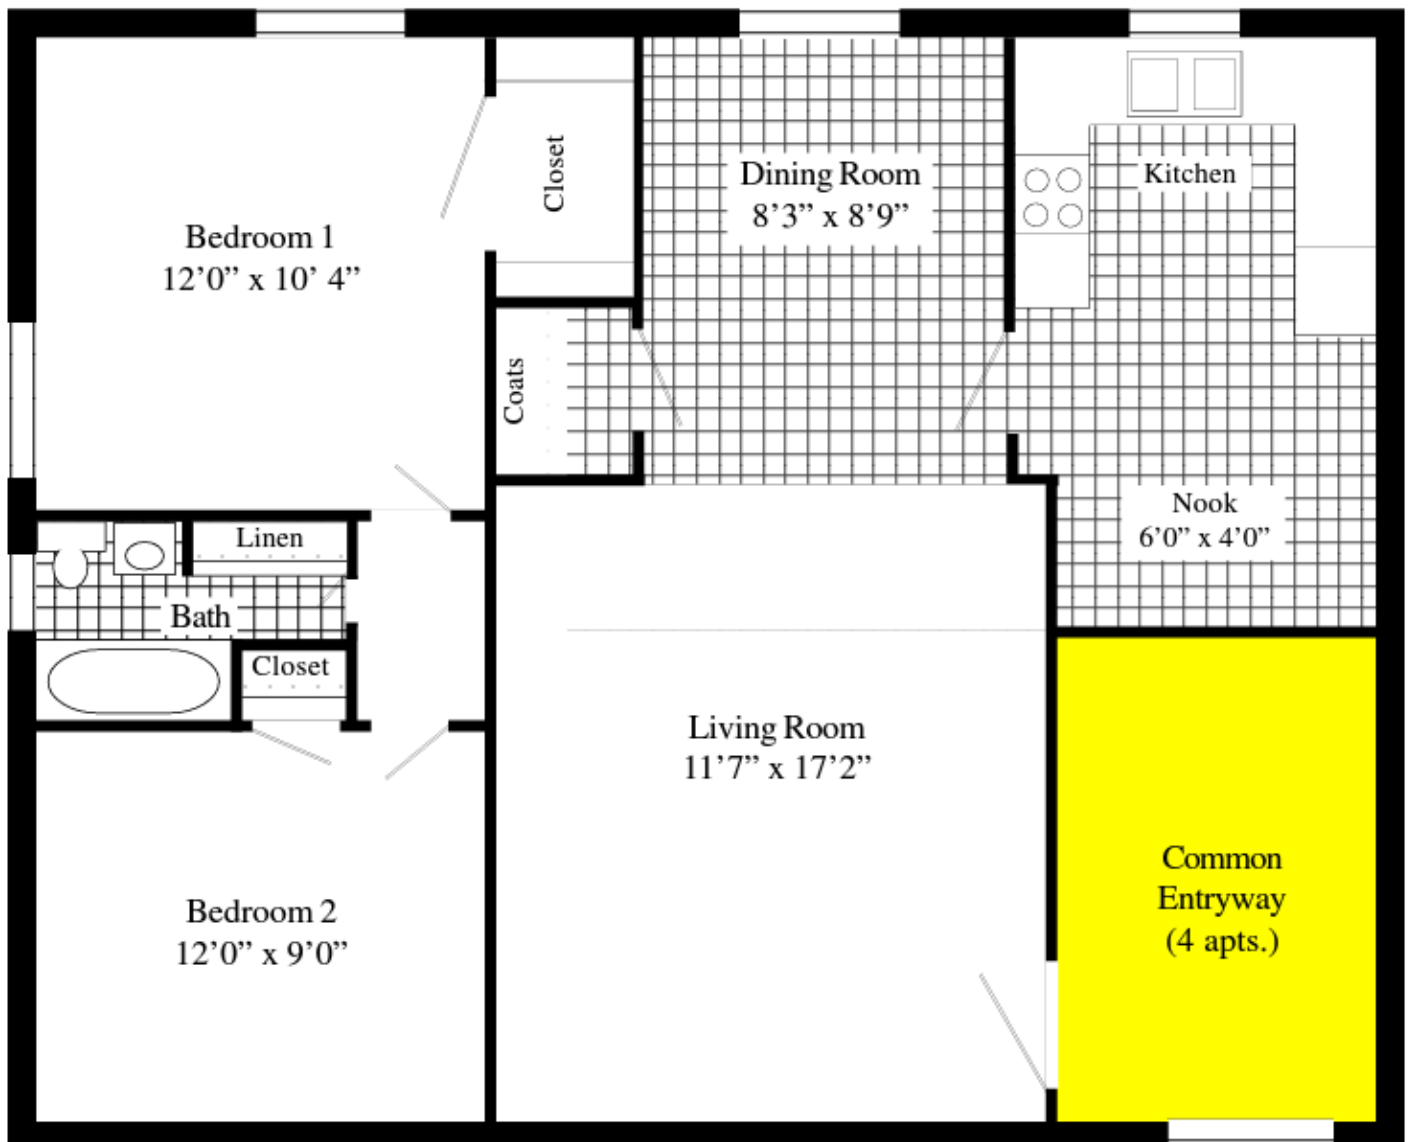 Bedroom 1
12’0” x 10’ 4”
Closet
Dining Room
8’3” x 8’9”
Kitchen
Coats
Nook
6’0” x 4’0”
Linen
Bath
Closet
Living Room
11’7” x 17’2”
Bedroom 2
12’0” x 9’0”
Common
Entryway
(4 apts.)